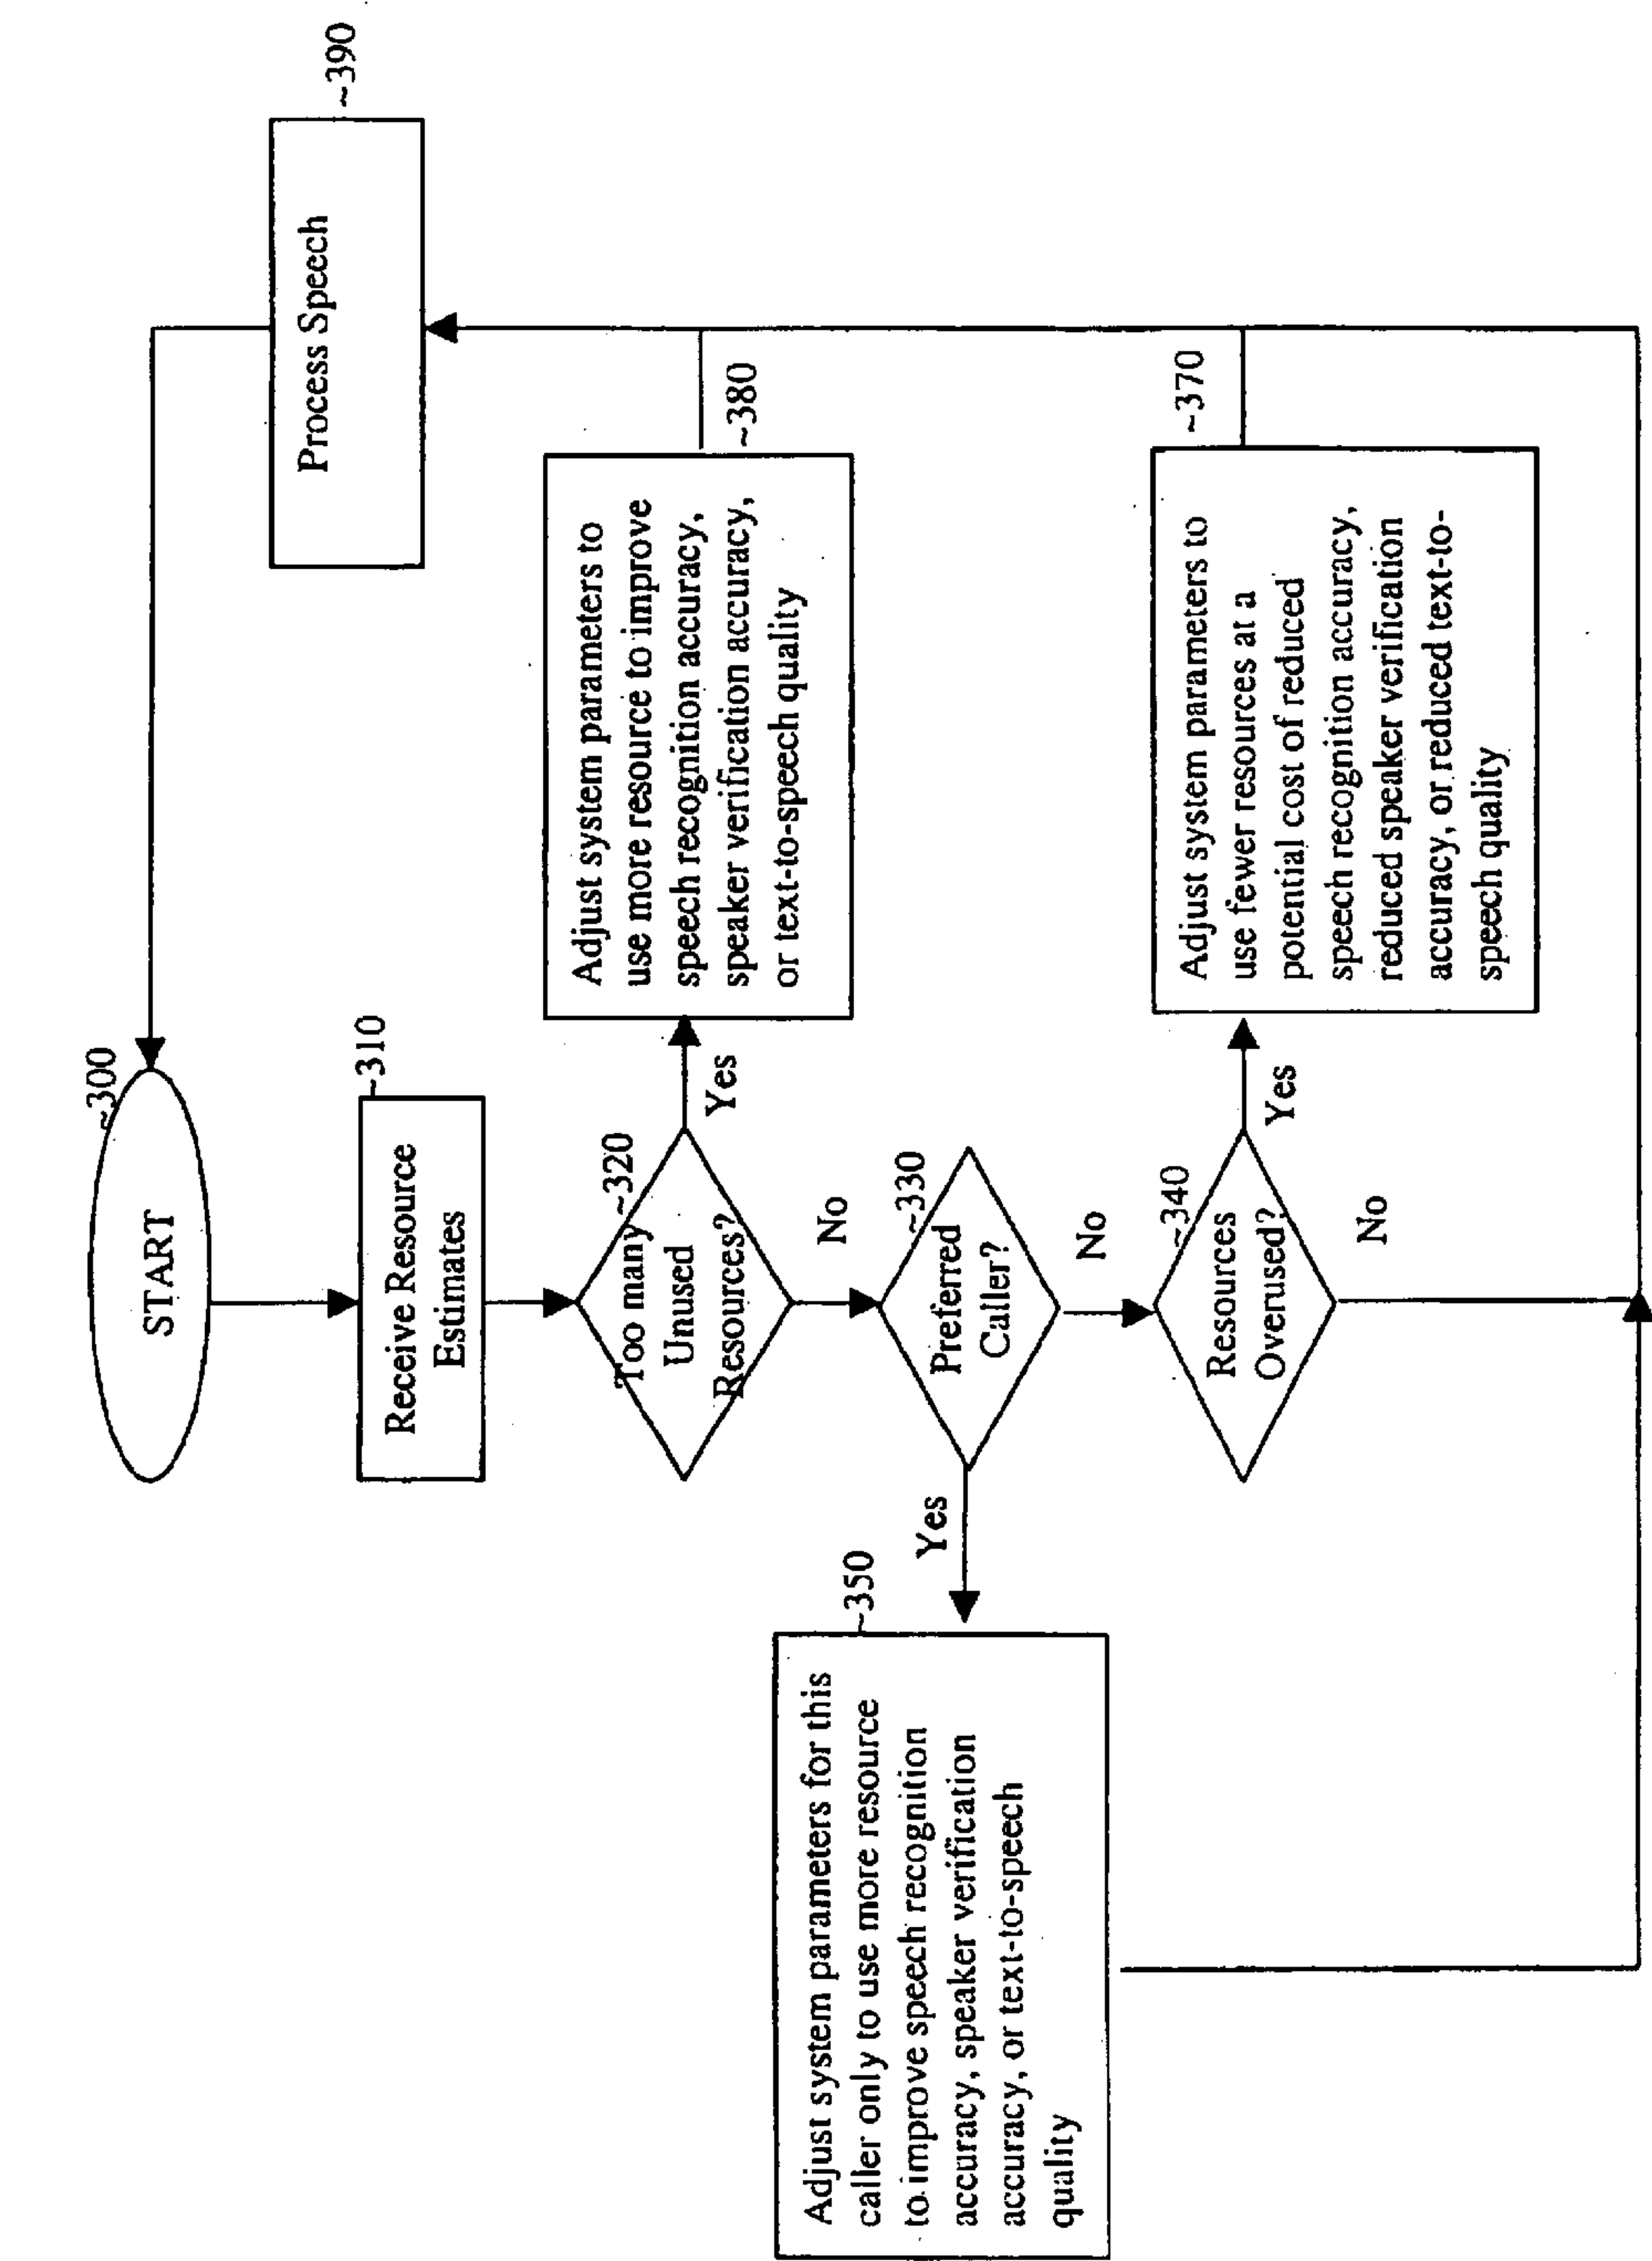 ~300
START
~310
Receive Resource
Estimates
~320
Too many
Unused
Resources?
Yes
No
Adjust system parameters to
use more resource to improve
speech recognition accuracy,
speaker verification accuracy,
or text-to-speech quality
~380
~330
Preferred
Caller?
Yes
No
~350
Adjust system parameters for this
caller only to use more resource
to improve speech recognition
accuracy, speaker verification
accuracy, or text-to-speech
quality
~340
Resources
Overused?
Yes
No
~370
Adjust system parameters to
use fewer resources at a
potential cost of reduced
speech recognition accuracy,
reduced speaker verification
accuracy, or reduced text-to-
speech quality
Process Speech
~390